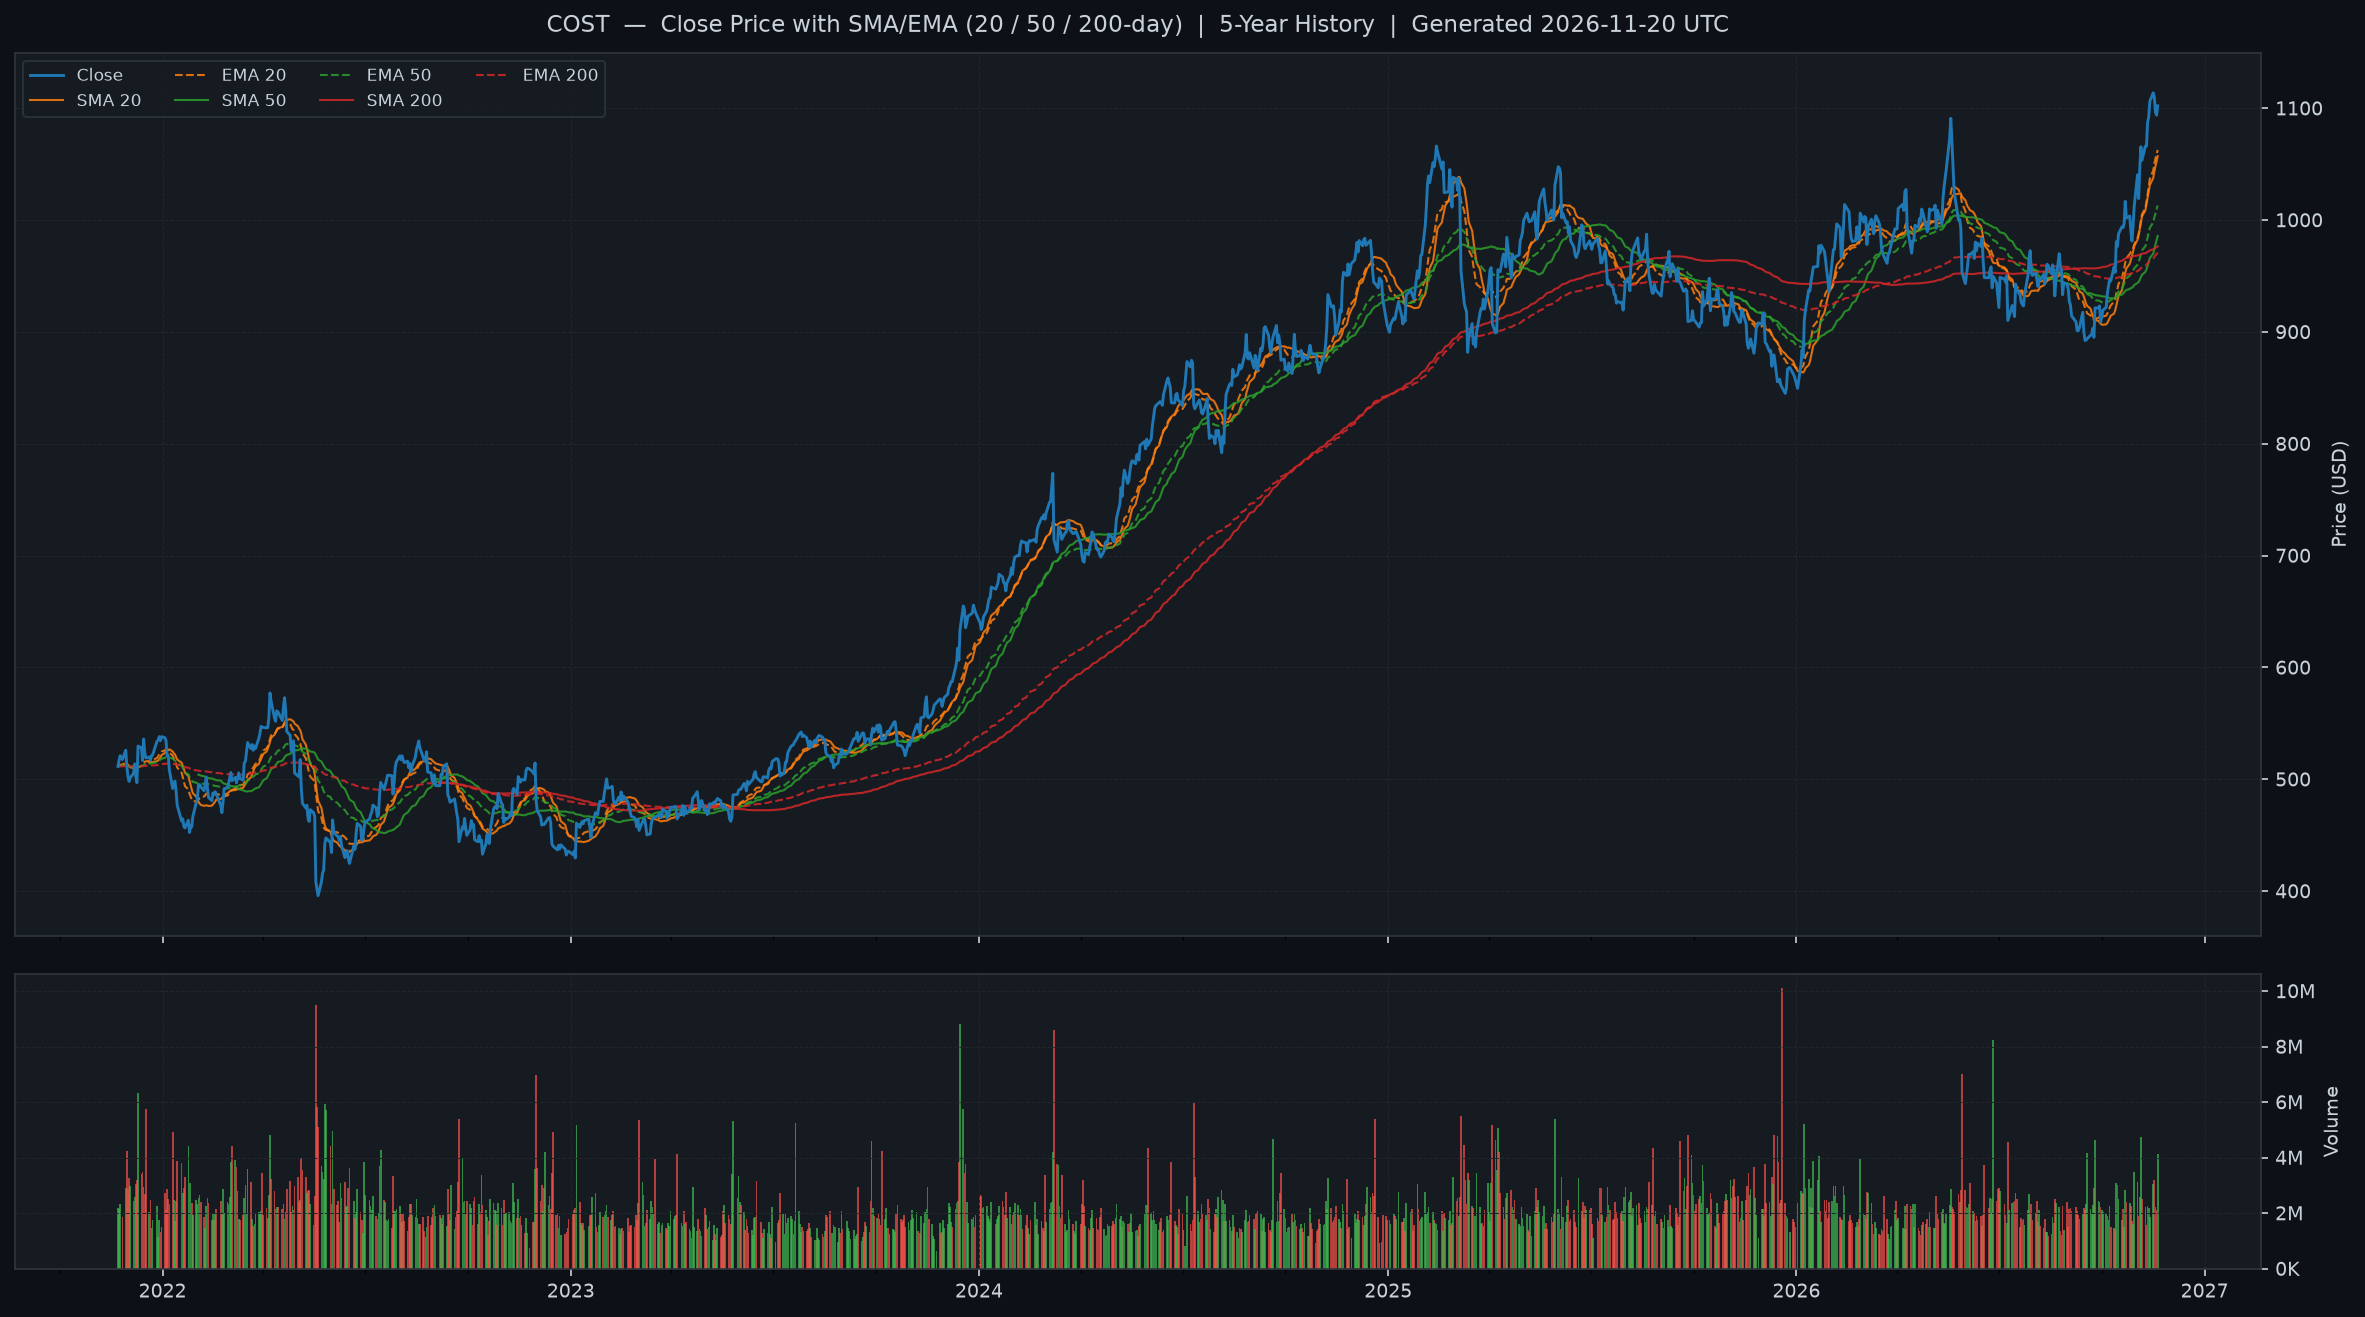 COST — Close Price with SMA/EMA (20 / 50 / 200-day) | 5-Year History | Generated 2026-11-20 UTC
Close EMA 20 EMA 50 EMA 200
SMA 20 SMA 50 SMA 200
1100
1000
900
800
700
600
500
400
Price (USD)
10M
8M
6M
4M
2M
0K
Volume
2022 2023 2024 2025 2026 2027